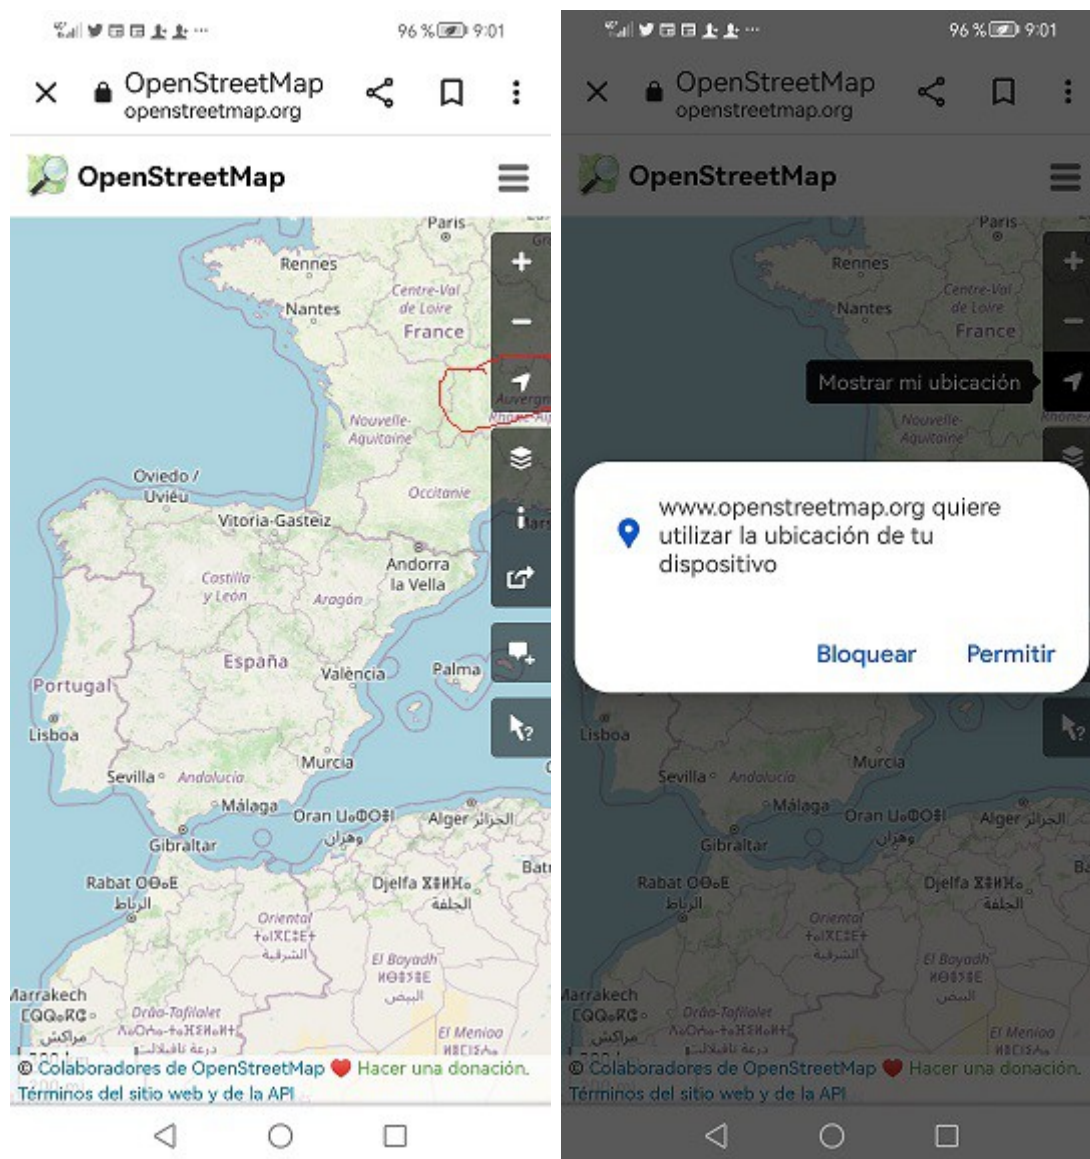 96 % 9:01
OpenStreetMap
openstreetmap.org
OpenStreetMap
Paris
Rennes
Centre-Val
de Loire
Nantes
France
Nouvelle-
Aquitaine
Oviedo /
Uviéu
Occitanie
Vitoria-Gasteiz
Andorra
la Vella
Castilla
y León
Aragón
España
València
Palma
Portugal
Lisboa
Murcia
Sevilla
Andalucía
Málaga
Oran
وهران
Alger الجزائر
Gibraltar
Rabat
الرباط
Djelfa
الجلفة
Oriental
الشرقية
El Bayadh
البيض
Marrakech
مراكش
Drâa-Tafilalet
درعة تافيلالت
© Colaboradores de OpenStreetMap ❤ Hacer una donación.
Términos del sitio web y de la API
96 % 9:01
OpenStreetMap
openstreetmap.org
OpenStreetMap
Paris
Rennes
Centre-Val
de Loire
Nantes
France
Mostrar mi ubicación
Nouvelle-
Aquitaine
www.openstreetmap.org quiere
utilizar la ubicación de tu
dispositivo
Bloquear Permitir
Lisboa
Murcia
Sevilla
Andalucía
Málaga
Oran
وهران
Alger الجزائر
Gibraltar
Rabat
الرباط
Djelfa
الجلفة
Oriental
الشرقية
El Bayadh
البيض
Marrakech
مراكش
Drâa-Tafilalet
درعة تافيلالت
© Colaboradores de OpenStreetMap ❤ Hacer una donación.
Términos del sitio web y de la API